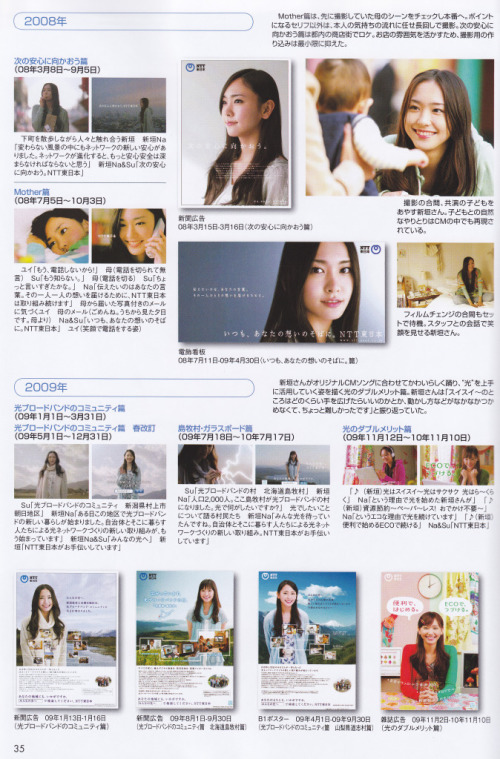 2008年
Mother篇は、先に撮影していた母のシーンをチェックし本番へ。ポイント
になるセリフ以外は、本人の気持ちの流れに任せ長回しで撮影。次の安心に
向かおう篇は都内の商店街でロケ。お店の雰囲気を活かすため、撮影用の作
り込みは最小限に抑えた。
次の安心に向かおう篇
(08年3月8日～9月5日)
下町を散歩しながら人々と触れ合う新垣　新垣Na
「変わらない風景の中にもネットワークの新しい安心があ
りました。ネットワークが進化すると、もっと安心安全は深
まらなければならないと思う」　新垣Na&Su「次の安心
に向かおう。NTT東日本」
Mother篇
(08年7月5日～10月3日)
ユイ「もう、電話しないから!」　母（電話を切られて無
言）　Su「もう知らない。」　母（電話を切る）　Su「ちょ
っと言いすぎたかな。」　Na「伝えたいのはあなたの言
葉。その一人一人の想いを届けるために、NTT東日本
は取り組み続けます」　母から届いた写真付きのメール
に気づくユイ　母のメール「ごめんね。うちから見た夕日
です。母より」　Na&Su「いつも、あなたの想いのそばに。
NTT東日本」　ユイ（笑顔で電話をする姿）
NTT東日本
新聞広告
08年3月15日-3月16日（次の安心に向かおう篇）
撮影の合間、共演の子どもを
あやす新垣さん。子どもとの自然
なやりとりはCMの中でも再現さ
れている。
NTT東日本
いつも、あなたの想いのそばに。NTT東日本
電飾看板
08年7月11日-09年4月30日（いつも、あなたの想いのそばに。篇）
フィルムチェンジの合間もセッ
トで待機。スタッフとの会話で笑
顔を見せる新垣さん。
2009年
新垣さんがオリジナルCMソングに合わせてかわいらしく踊り、“光”を上手
に活用していく姿を描く光のダブルメリット篇。新垣さんは「スイスイ～のと
ころはどのくらい手を広げたらいいのかとか、動かし方などがなかなかつか
めなくて、ちょっと難しかったです」と振り返っていた。
光ブロードバンドのコミュニティ篇
(09年1月1日～3月31日)
光ブロードバンドのコミュニティ篇　春改訂
(09年5月1日～12月31日)
Su「光ブロードバンドのコミュニティ　新潟県村上市
朝日地区」　新垣Na「ある日この地区で光ブロードバン
ドの新しい暮らしが始まりました。自治体とそこに暮らす
人たちによる光ネットワークづくりの新しい取り組みが、も
う始まっています」　新垣Na&Su「みんなの光へ」　新
垣「NTT東日本がお手伝いしています」
島牧村・ガラスボード篇
(09年7月18日～10年7月17日)
Su「光ブロードバンドの村　北海道島牧村」　新垣
Na「人口2,000人。ここ島牧村が光ブロードバンドの村
になりました。光で何がしたいですか?」　光でしたいこと
について語る村民たち　新垣Na「みんな光を待ってい
たんですね。自治体とそこに暮らす人たちによる光ネット
ワークづくりの新しい取り組み。NTT東日本がお手伝い
しています」
光のダブルメリット篇
(09年11月12日～10年11月10日)
「♪（新垣）光はスイスイ～光はサクサク　光はら～くら
く」　Na「という理由で光を始めた新垣さんが」　「♪
（新垣）資源節約～ペーパーレス!　おでかけ不要～」
Na「というエコな理由で光を続けています」　「♪（新垣）
便利で始めるECOで続ける」　Na&Su「NTT東日本」
便利で、
はじめる。
ECOで、
つづける。
新聞広告　09年1月13日-1月16日
（光ブロードバンドのコミュニティ篇）
新聞広告　09年8月1日-9月30日
（光ブロードバンドのコミュニティ篇　北海道島牧村篇）
B1ポスター　09年4月1日-09年9月30日
（光ブロードバンドのコミュニティ篇　山梨県道志村篇）
雑誌広告　09年11月2日-10年11月10日
（光のダブルメリット篇）
35